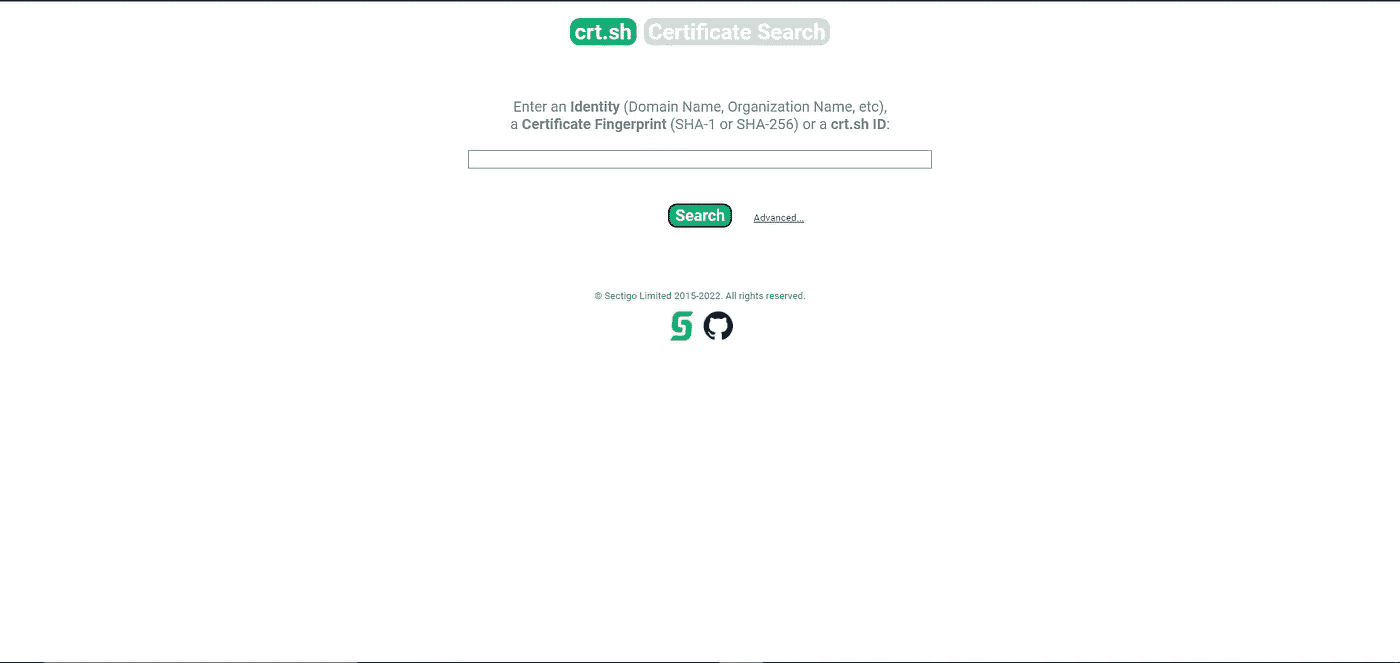 crt.sh Certificate Search
Enter an Identity (Domain Name, Organization Name, etc),
a Certificate Fingerprint (SHA-1 or SHA-256) or a crt.sh ID:
Search Advanced...
© Sectigo Limited 2015-2022. All rights reserved.